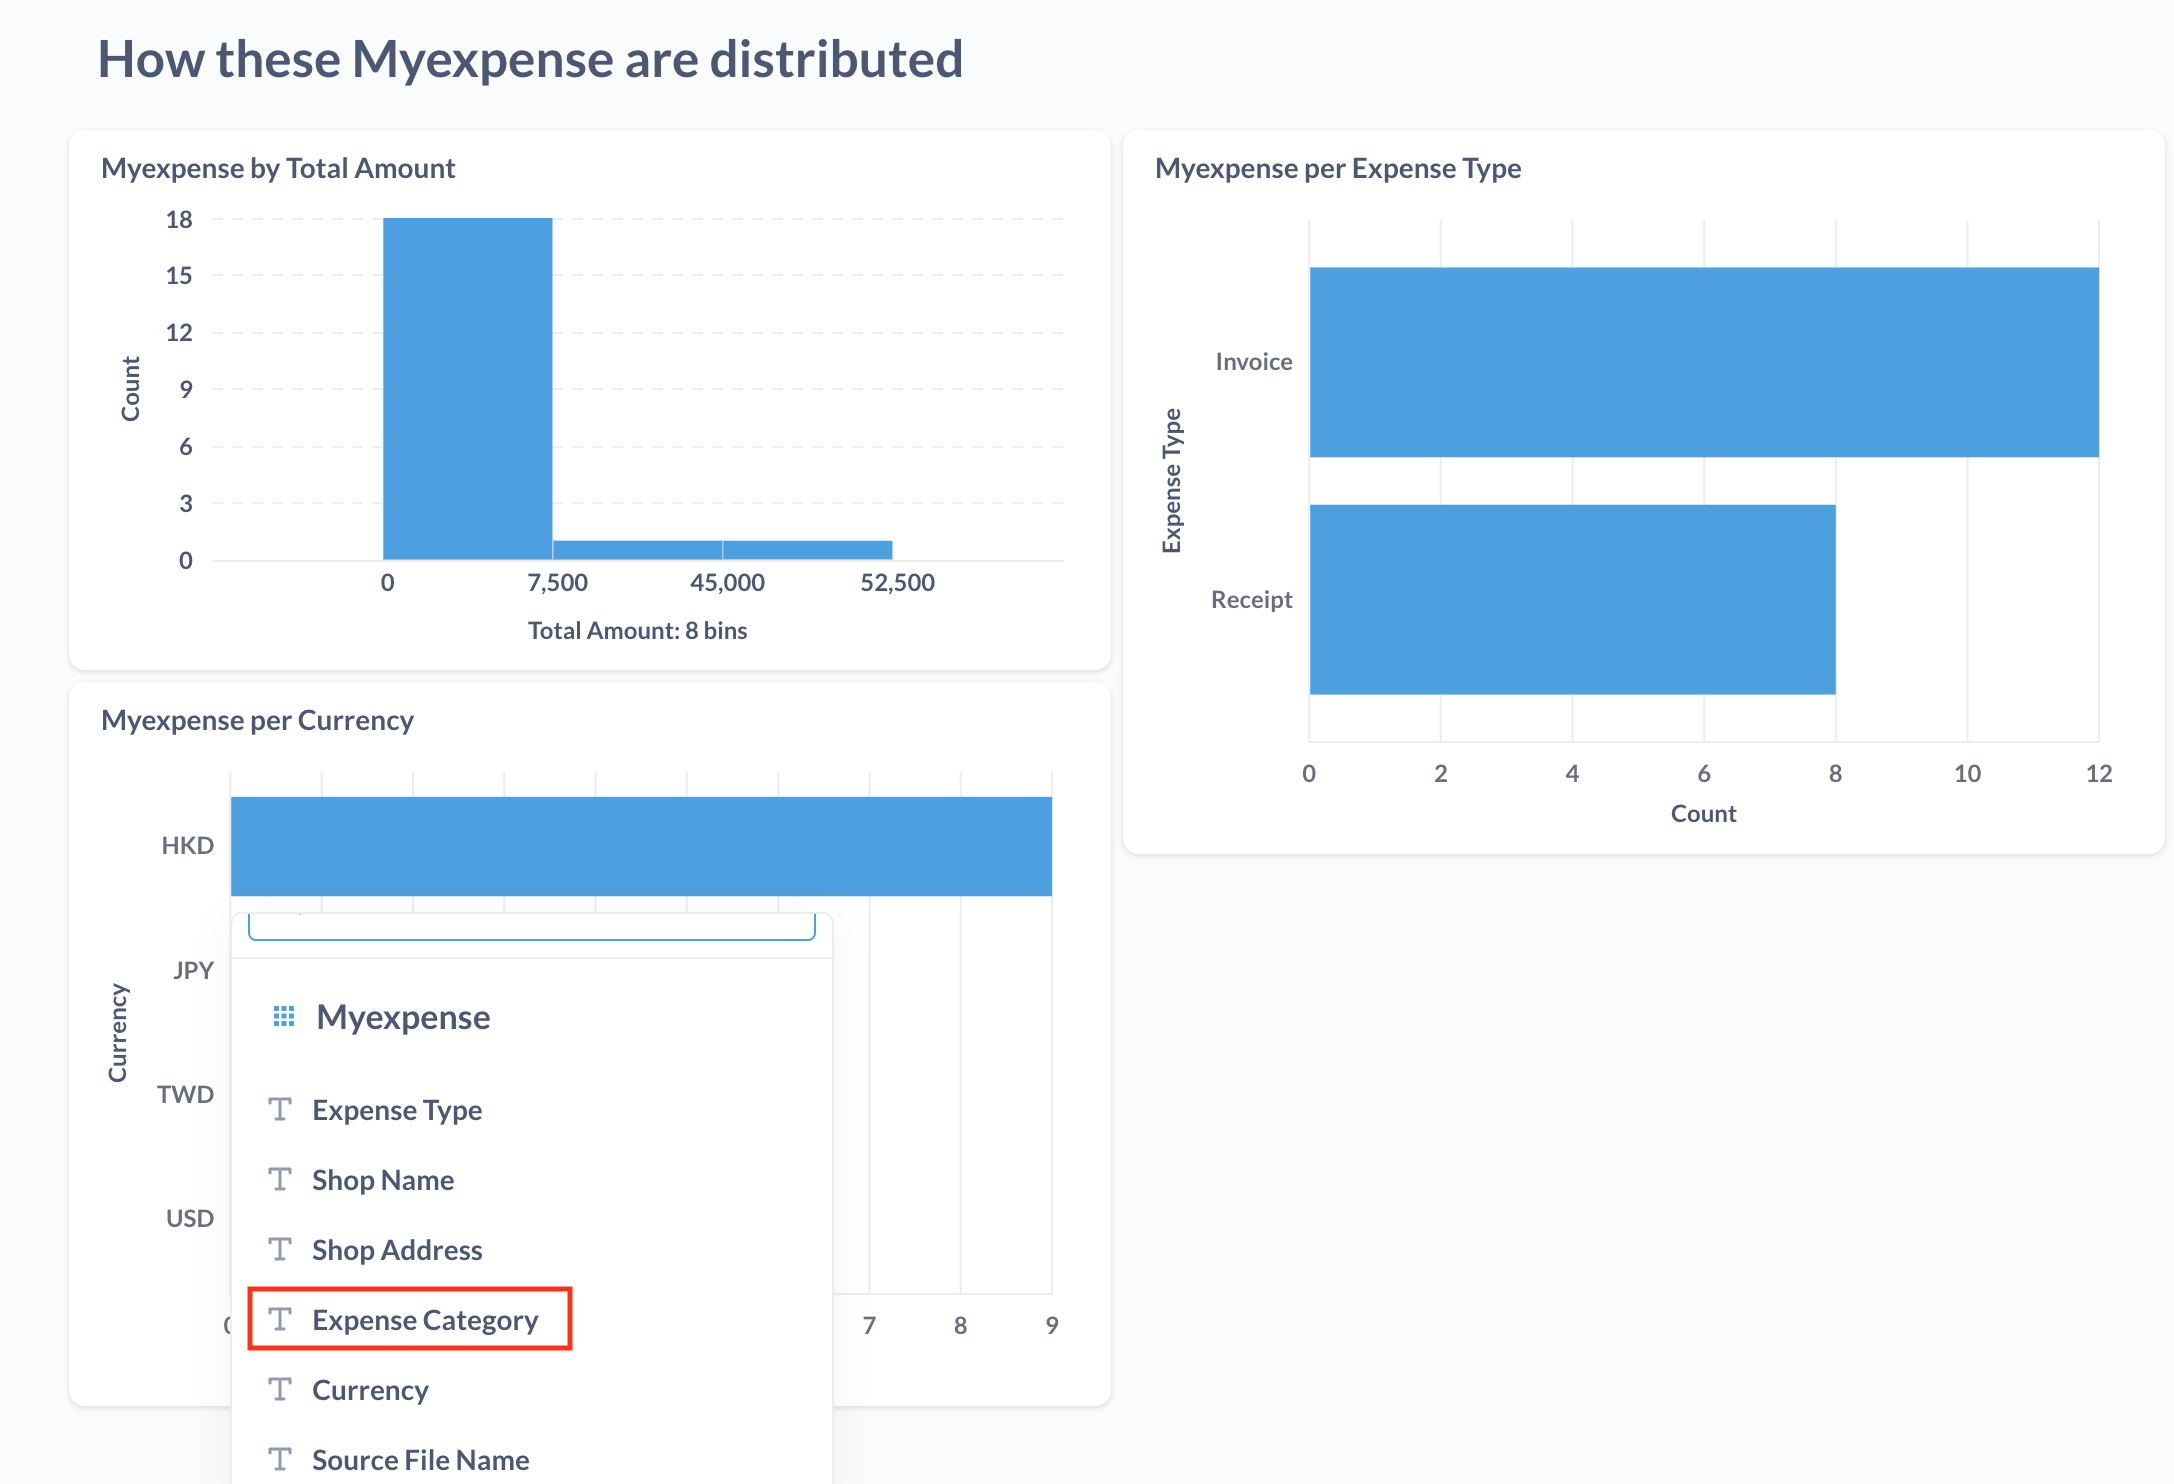 How these Myexpense are distributed
Myexpense by Total Amount
18
15
12
9
6
3
0
Count
0 7,500 45,000 52,500
Total Amount: 8 bins
Myexpense per Expense Type
Expense Type
Invoice
Receipt
0 2 4 6 8 10 12
Count
Myexpense per Currency
Currency
HKD
JPY
TWD
USD
7 8 9
Myexpense
Expense Type
Shop Name
Shop Address
Expense Category
Currency
Source File Name